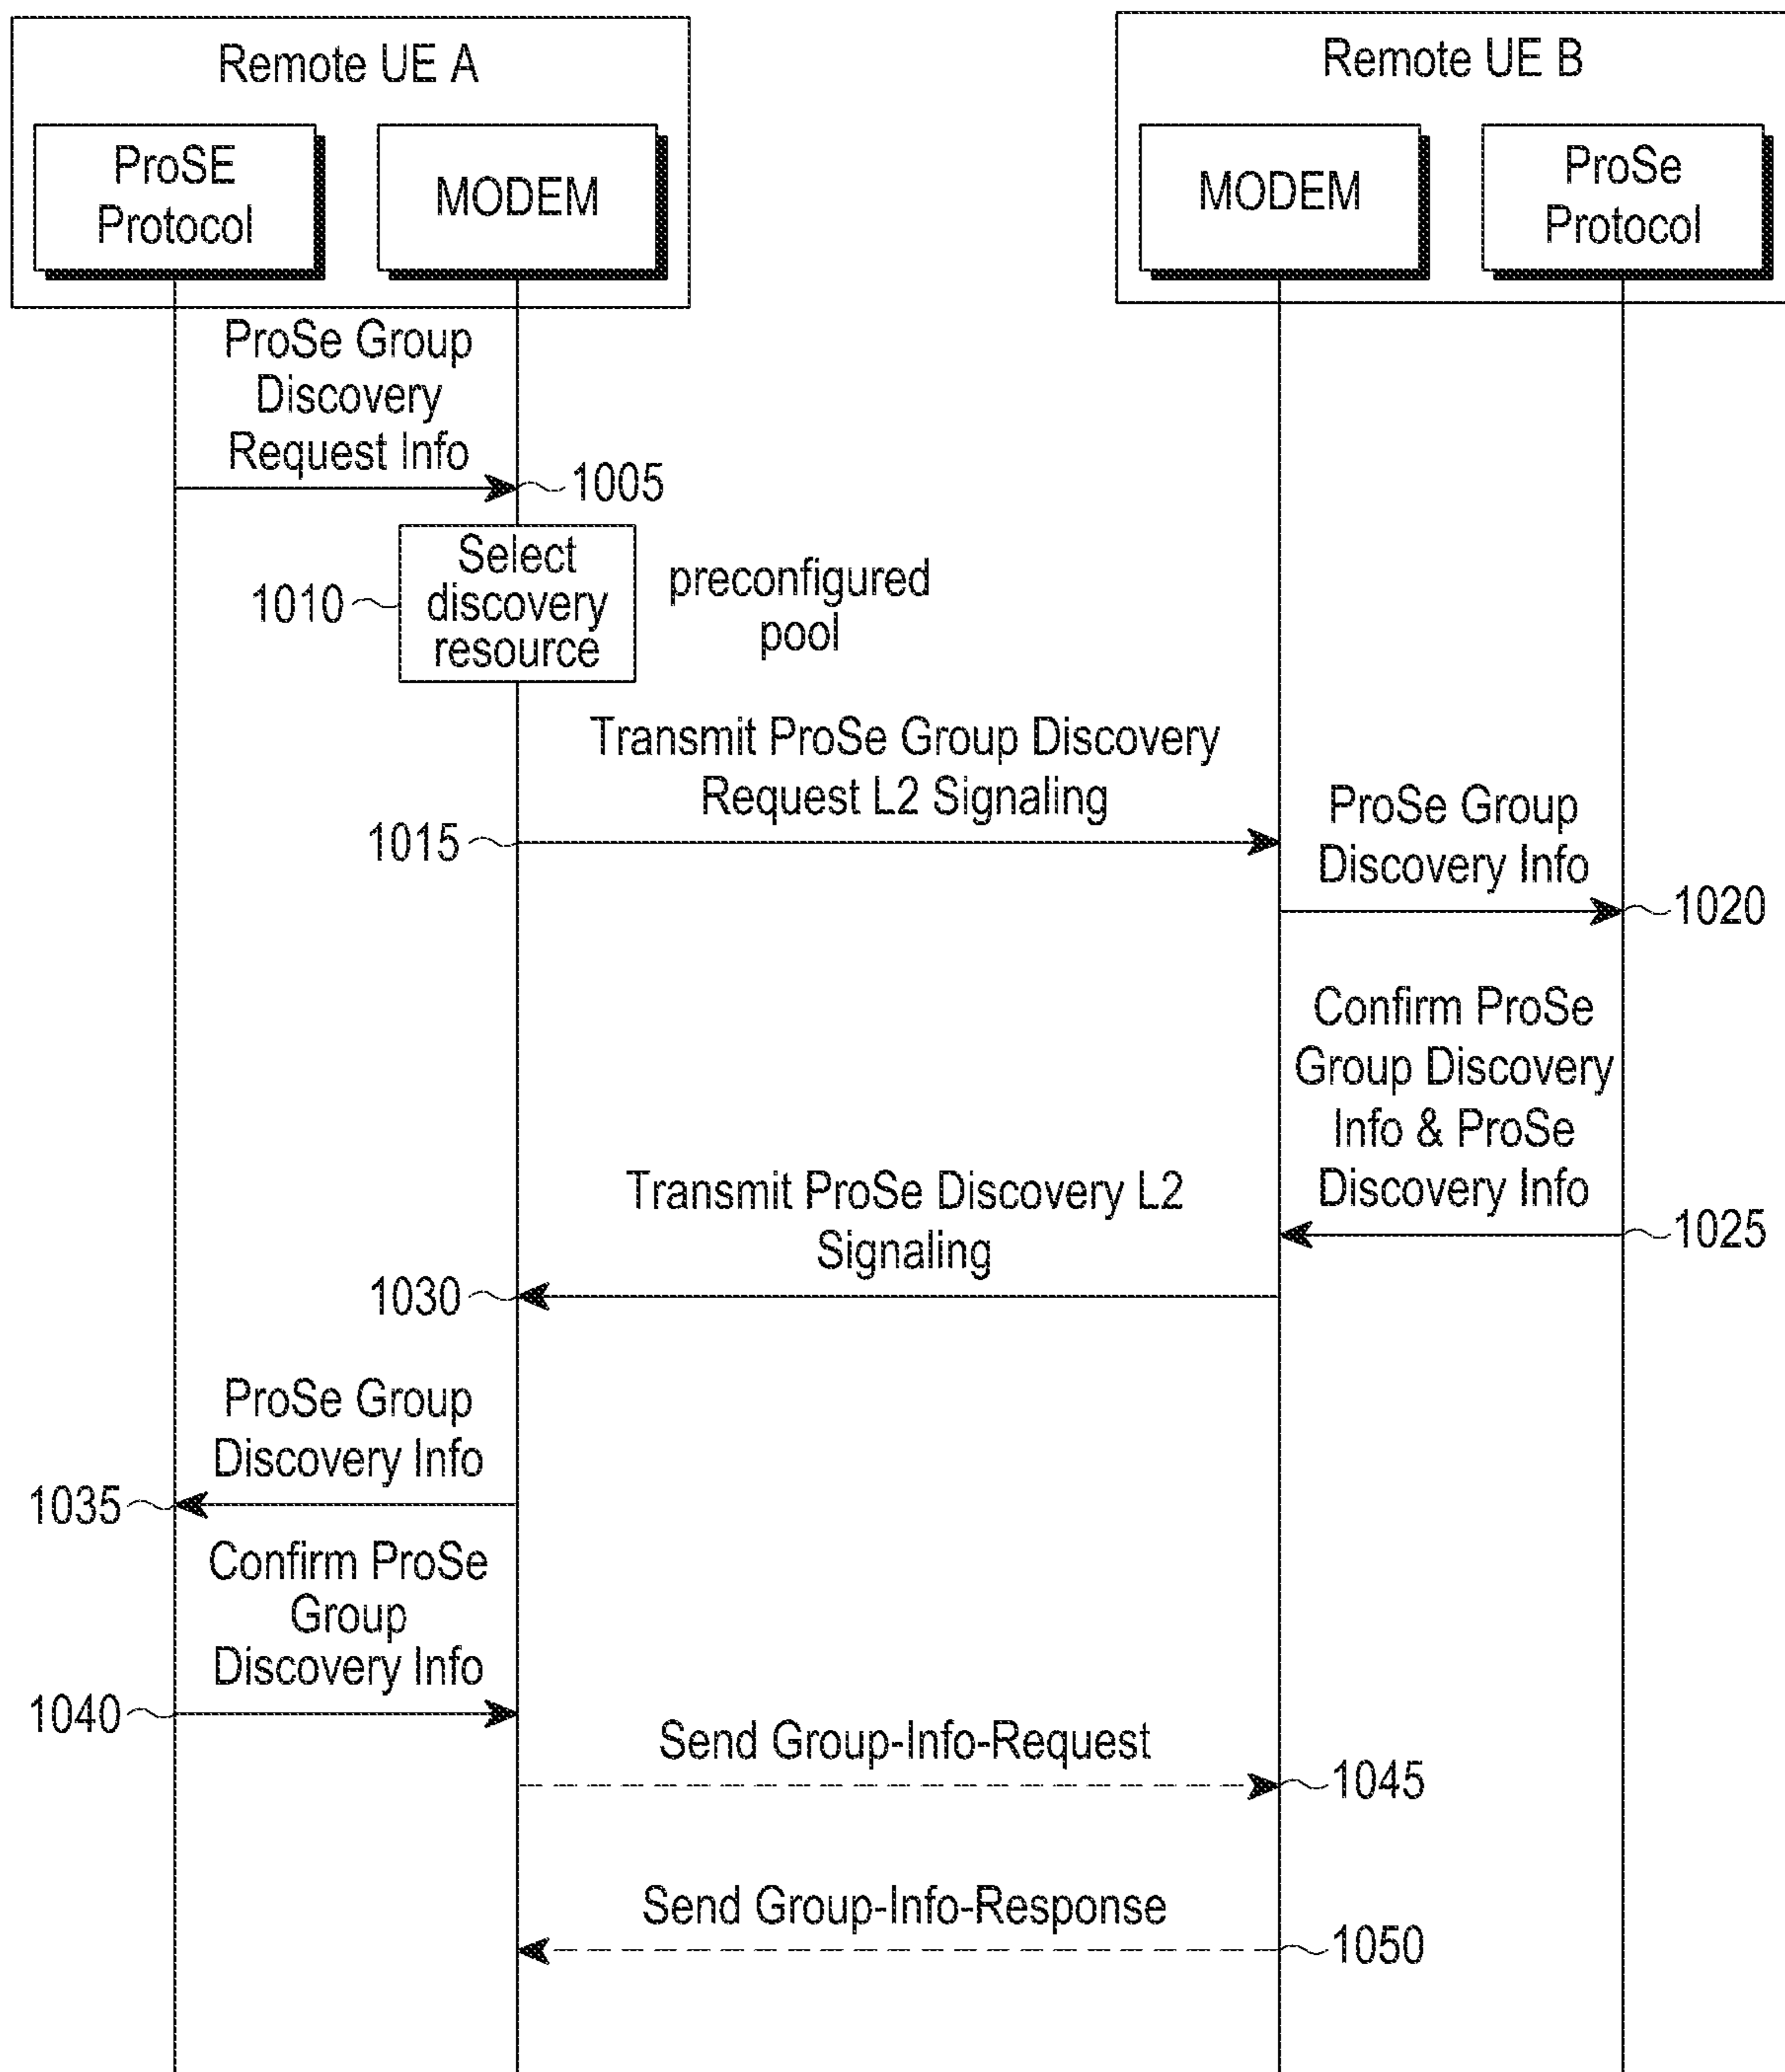 Remote UE A
ProSE
Protocol
MODEM
Remote UE B
MODEM
ProSe
Protocol
ProSe Group
Discovery
Request Info
1005
Select
discovery
resource
1010
preconfigured
pool
Transmit ProSe Group Discovery
Request L2 Signaling
1015
ProSe Group
Discovery Info
1020
Confirm ProSe
Group Discovery
Info & ProSe
Discovery Info
1025
Transmit ProSe Discovery L2
Signaling
1030
ProSe Group
Discovery Info
1035
Confirm ProSe
Group
Discovery Info
1040
Send Group-Info-Request
1045
Send Group-Info-Response
1050